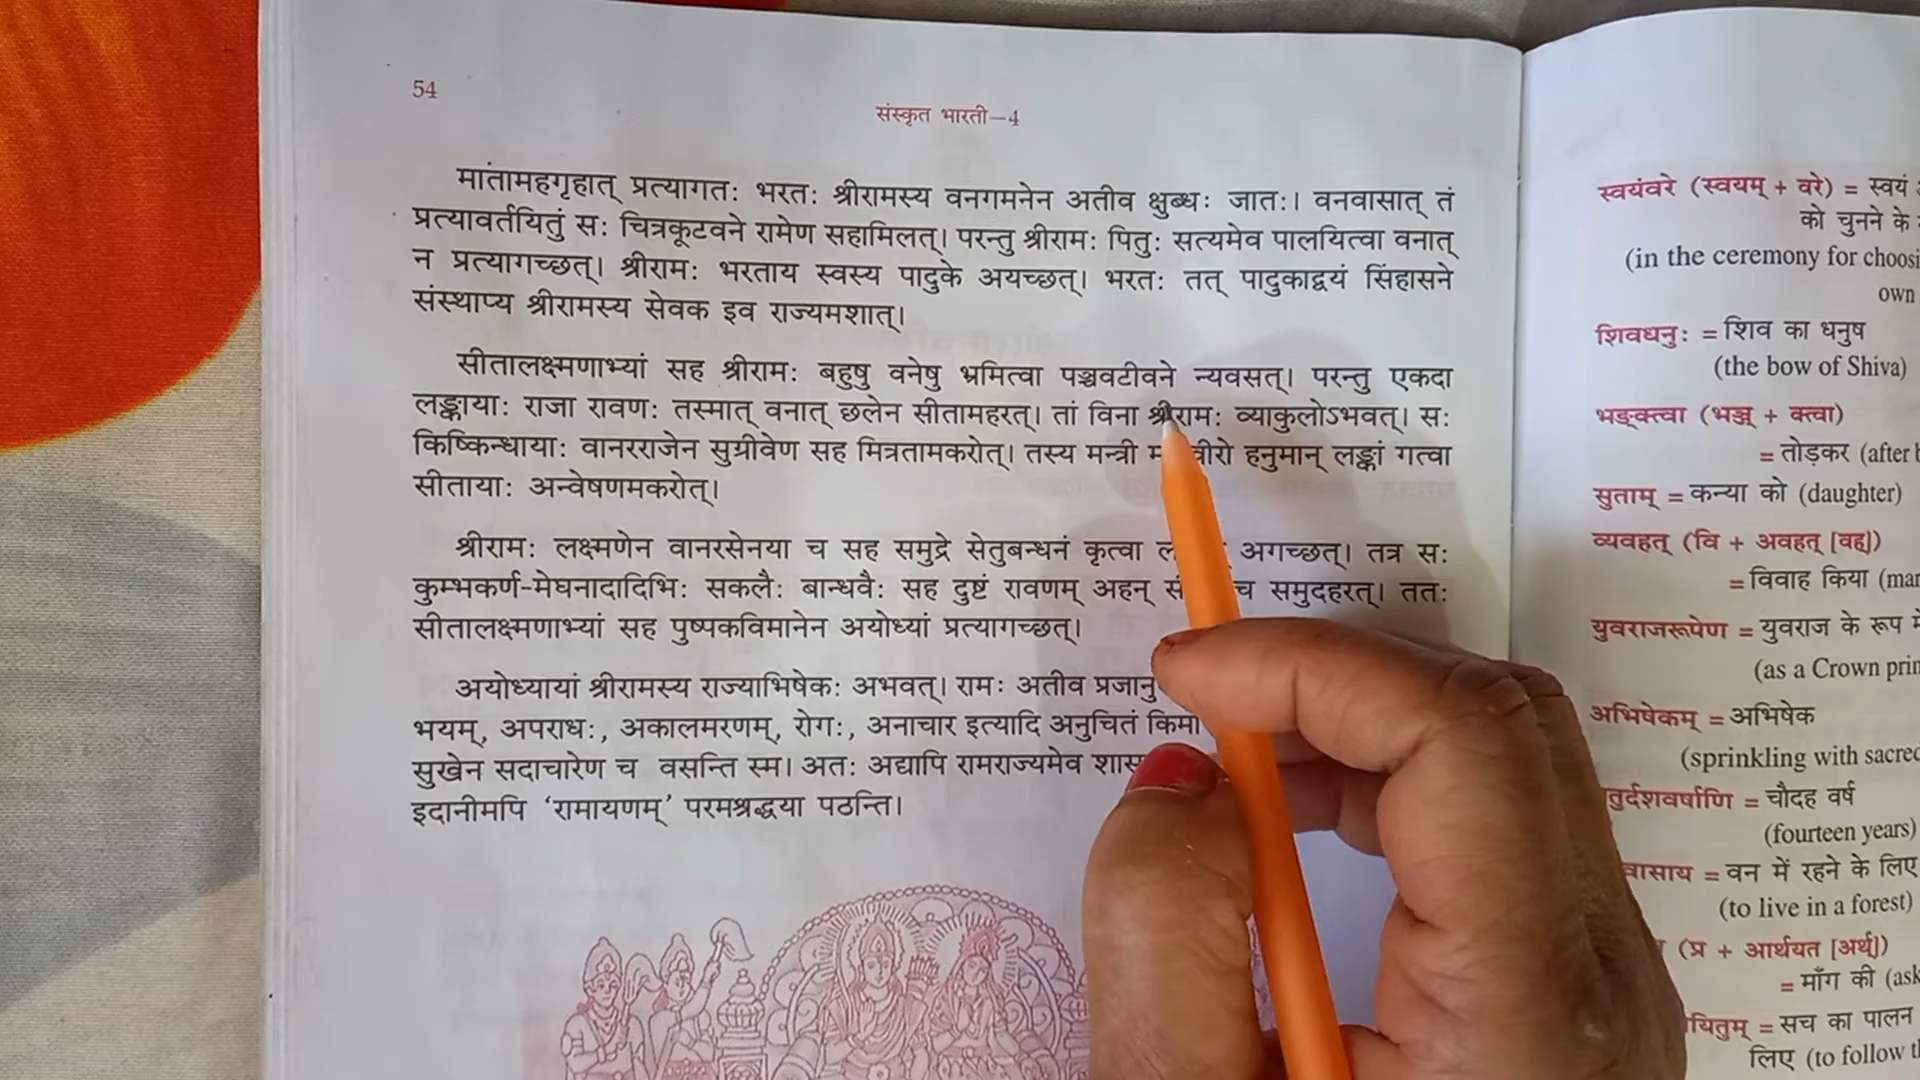 54
संस्कृत भारती–4
मातामहगृहात् प्रत्यागतः भरतः श्रीरामस्य वनगमनेन अतीव क्षुब्धः जातः। वनवासात् तं
प्रत्यावर्तयितुं सः चित्रकूटवने रामेण सहामिलत्। परन्तु श्रीरामः पितुः सत्यमेव पालयित्वा वनात्
न प्रत्यागच्छत्। श्रीरामः भरताय स्वस्य पादुके अयच्छत्। भरतः तत् पादुकाद्वयं सिंहासने
संस्थाप्य श्रीरामस्य सेवक इव राज्यमशात्।
सीतालक्ष्मणाभ्यां सह श्रीरामः बहुषु वनेषु भ्रमित्वा पञ्चवटीवने न्यवसत्। परन्तु एकदा
लङ्कायाः राजा रावणः तस्मात् वनात् छलेन सीतामहरत्। तां विना श्रीरामः व्याकुलोऽभवत्। सः
किष्किन्धायाः वानरराजेन सुग्रीवेण सह मित्रतामकरोत्। तस्य मन्त्री हनुमान् लङ्कां गत्वा
सीतायाः अन्वेषणमकरोत्।
श्रीरामः लक्ष्मणेन वानरसेनया च सह समुद्रे सेतुबन्धनं कृत्वा अगच्छत्। तत्र सः
कुम्भकर्ण-मेघनादादिभिः सकलैः बान्धवैः सह दुष्टं रावणम् अहन् च समुदहरत्। ततः
सीतालक्ष्मणाभ्यां सह पुष्पकविमानेन अयोध्यां प्रत्यागच्छत्।
अयोध्यायां श्रीरामस्य राज्याभिषेकः अभवत्। रामः अतीव
भयम्, अपराधः, अकालमरणम्, रोगः, अनाचार इत्यादि अनुचितं
सुखेन सदाचारेण च वसन्ति स्म। अतः अद्यापि रामराज्यमेव
इदानीमपि ‘रामायणम्’ परमश्रद्धया पठन्ति।
स्वयंवरे (स्वयम् + वरे) = स्वयं
को चुनने के
(in the ceremony for
own
शिवधनुः = शिव का धनुष
(the bow of Shiva)
भङ्क्त्वा (भञ्ज् + क्त्वा)
= तोड़कर (after
सुताम् = कन्या को (daughter)
व्यवहत् (वि + अवहत् [वह्])
= विवाह किया
युवराजरूपेण = युवराज के रूप
(as a Crown
अभिषेकम् = अभिषेक
(sprinkling with
= चौदह वर्ष
(fourteen years)
= वन में रहने के लिए
(to live in a forest)
(प्र + आर्थयत [अर्थ्])
= माँग की
= सच का पालन
लिए (to follow